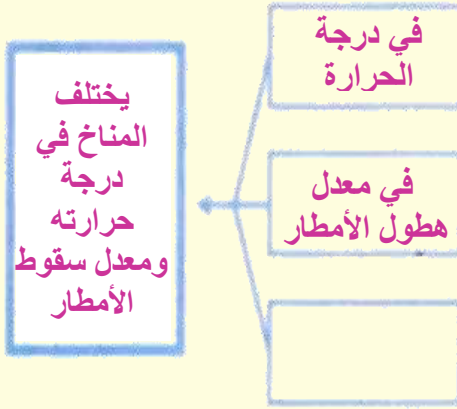 في درجة
الحرارة
في معدل
هطول الأمطار
يختلف
المناخ في
درجة
حرارته
ومعدل سقوط
الأمطار